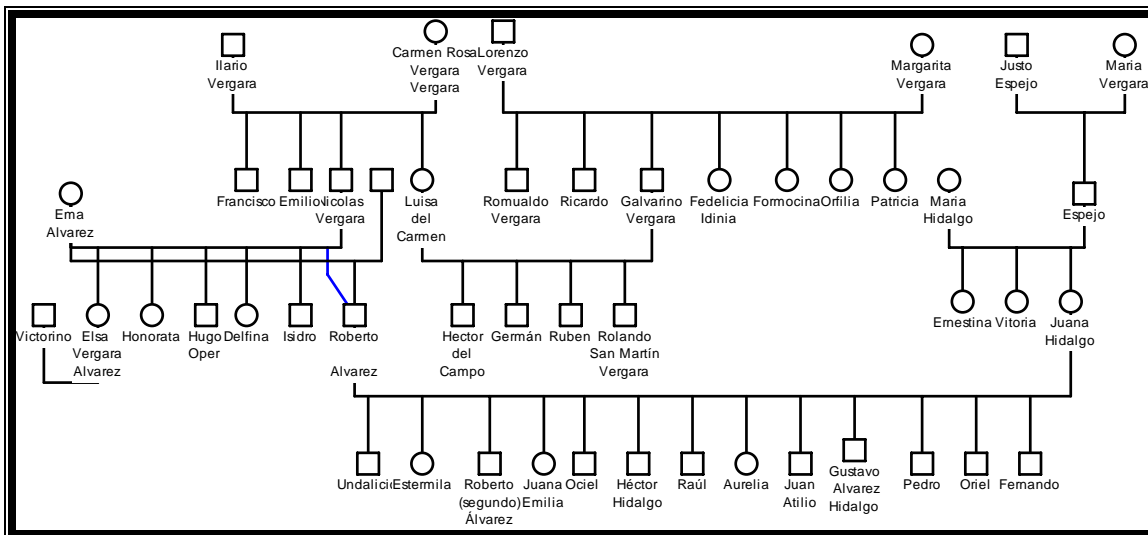 Ilario
Vergara
Carmen Rosa
Vergara
Vergara
Lorenzo
Vergara
Margarita
Vergara
Justo
Espejo
Maria
Vergara
Ema
Alvarez
Francisco
Emilio
Nicolas
Vergara
Luisa
del
Carmen
Romualdo
Vergara
Ricardo
Galvarino
Vergara
Fedelicia
Idinia
Formocina
Orfilia
Patricia
Maria
Hidalgo
Espejo
Victorino
Elsa
Vergara
Alvarez
Honorata
Hugo
Oper
Delfina
Isidro
Roberto
Alvarez
Hector
del
Campo
Germán
Ruben
Rolando
San Martín
Vergara
Ernestina
Vitoria
Juana
Hidalgo
Undalicio
Estermila
Roberto
(segundo)
Álvarez
Juana
Emilia
Ociel
Héctor
Hidalgo
Raúl
Aurelia
Juan
Atilio
Gustavo
Alvarez
Hidalgo
Pedro
Oriel
Fernando